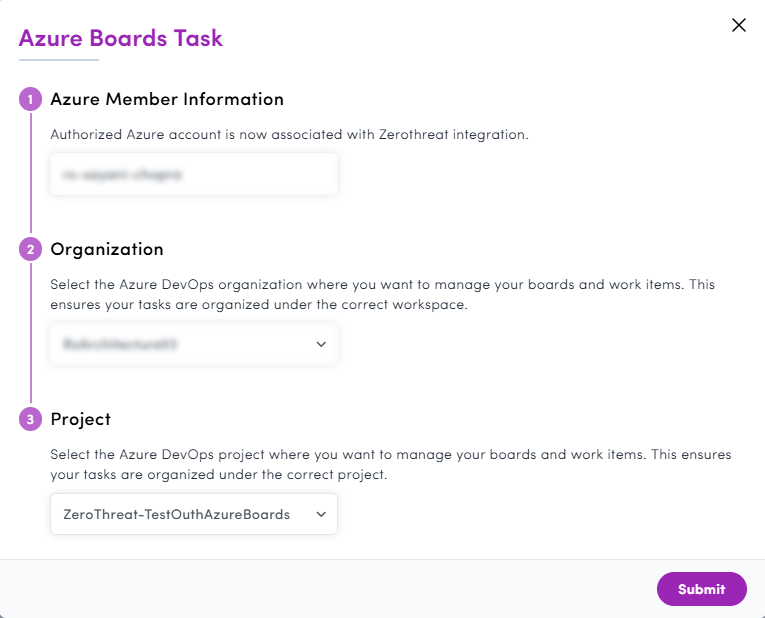 Azure Boards Task
1 Azure Member Information
Authorized Azure account is now associated with Zerothreat integration.
2 Organization
Select the Azure DevOps organization where you want to manage your boards and work items. This
ensures your tasks are organized under the correct workspace.
3 Project
Select the Azure DevOps project where you want to manage your boards and work items. This ensures
your tasks are organized under the correct project.
ZeroThreat-TestOuthAzureBoards
Submit